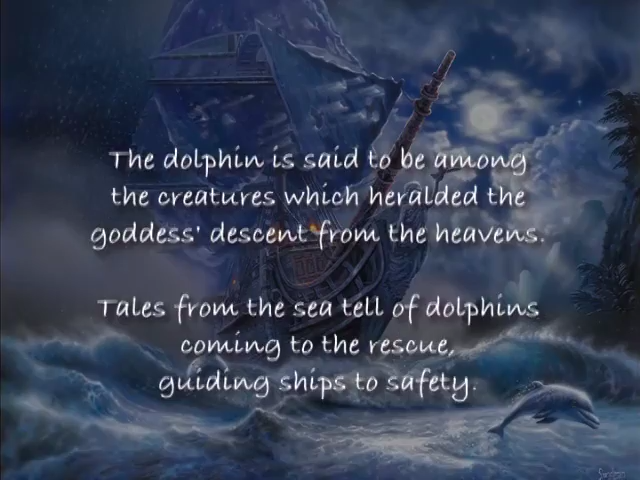 The dolphin is said to be among
the creatures which heralded the
goddess' descent from the heavens.
Tales from the sea tell of dolphins
coming to the rescue,
guiding ships to safety.